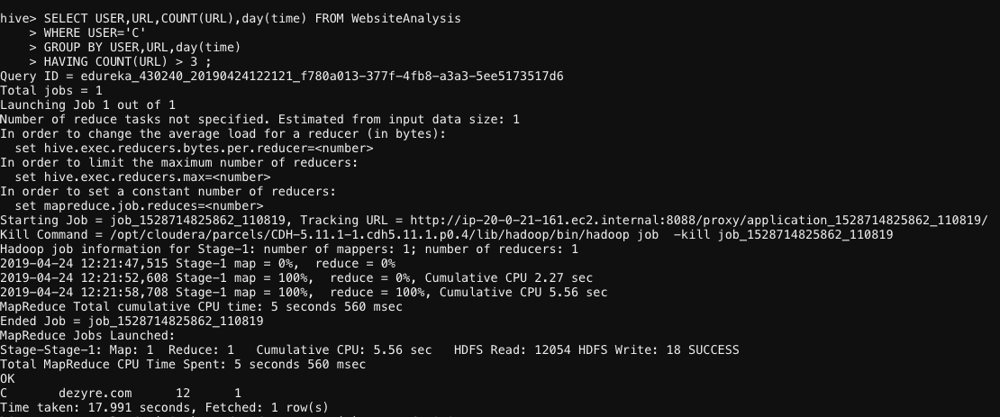 hive> SELECT USER,URL,COUNT(URL),day(time) FROM WebsiteAnalysis
    > WHERE USER='C'
    > GROUP BY USER,URL,day(time)
    > HAVING COUNT(URL) > 3 ;
Query ID = edureka_430240_20190424122121_f780a013-377f-4fb8-a3a3-5ee5173517d6
Total jobs = 1
Launching Job 1 out of 1
Number of reduce tasks not specified. Estimated from input data size: 1
In order to change the average load for a reducer (in bytes):
  set hive.exec.reducers.bytes.per.reducer=<number>
In order to limit the maximum number of reducers:
  set hive.exec.reducers.max=<number>
In order to set a constant number of reducers:
  set mapreduce.job.reduces=<number>
Starting Job = job_1528714825862_110819, Tracking URL = http://ip-20-0-21-161.ec2.internal:8088/proxy/application_1528714825862_110819/
Kill Command = /opt/cloudera/parcels/CDH-5.11.1-1.cdh5.11.1.p0.4/lib/hadoop/bin/hadoop job  -kill job_1528714825862_110819
Hadoop job information for Stage-1: number of mappers: 1; number of reducers: 1
2019-04-24 12:21:47,515 Stage-1 map = 0%,  reduce = 0%
2019-04-24 12:21:52,608 Stage-1 map = 100%,  reduce = 0%, Cumulative CPU 2.27 sec
2019-04-24 12:21:58,708 Stage-1 map = 100%,  reduce = 100%, Cumulative CPU 5.56 sec
MapReduce Total cumulative CPU time: 5 seconds 560 msec
Ended Job = job_1528714825862_110819
MapReduce Jobs Launched:
Stage-Stage-1: Map: 1  Reduce: 1   Cumulative CPU: 5.56 sec   HDFS Read: 12054 HDFS Write: 18 SUCCESS
Total MapReduce CPU Time Spent: 5 seconds 560 msec
OK
C       dezyre.com      12      1
Time taken: 17.991 seconds, Fetched: 1 row(s)